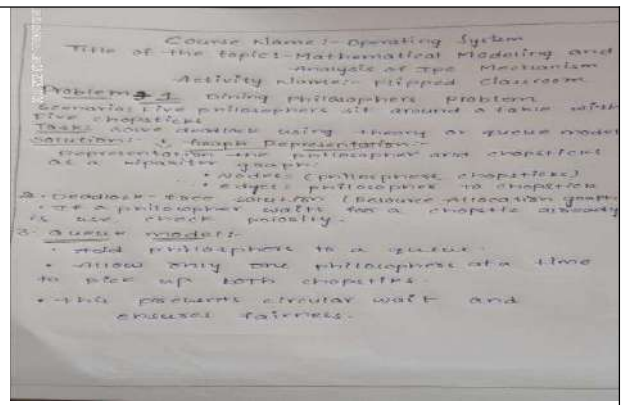 Course Name:- Operating System
Title of the topic:- Mathematical Modeling and
Analysis of IPC Mechanism
Activity Name:- Flipped Classroom
Problem 1 Dining philosophers problem
Scenario: Five philosophers sit around a table with
Five chopsticks
Task: solve deadlock using theory or queue model
Solution:- 1. Graph Representation:-
Representation the philosopher and chopsticks
as a bipartite graph.
• Nodes: (philosophers, chopsticks)
• edges: philosopher to chopstick
2. Deadlock-free solution (Resource Allocation graph
• If a philosopher waits for a chopstic already
is use check priority.
3. Queue model:-
• Add philosophers to a queue.
• Allow only one philosophers at a time
to pick up both chopstiks.
• this prevents circular wait and
ensures fairness.